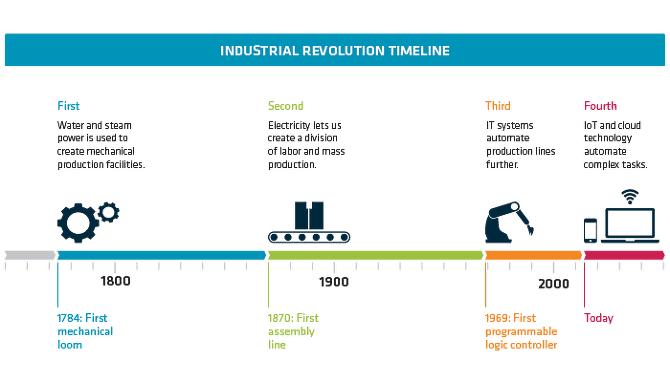 INDUSTRIAL REVOLUTION TIMELINE
First
Water and steam
power is used to
create mechanical
production facilities.
Second
Electricity lets us
create a division
of labor and mass
production.
Third
IT systems
automate
production lines
further.
Fourth
IoT and cloud
technology
automate
complex tasks.
1800
1900
2000
1784: First
mechanical
loom
1870: First
assembly
line
1969: First
programmable
logic controller
Today